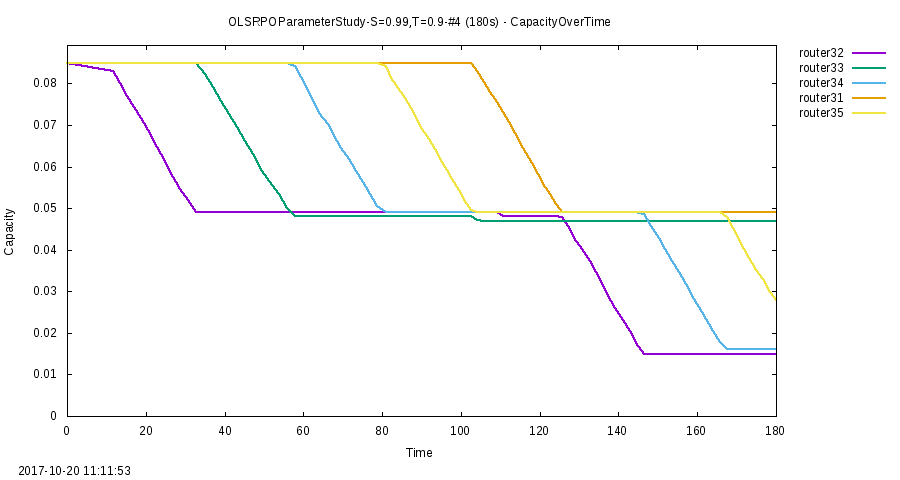 OLSRPOParameterStudy-S=0.99,T=0.9-#4 (180s) - CapacityOverTime
router32
router33
router34
router31
router35
0.08
0.07
0.06
0.05
0.04
0.03
0.02
0.01
0
Capacity
0 20 40 60 80 100 120 140 160 180
Time
2017-10-20 11:11:53